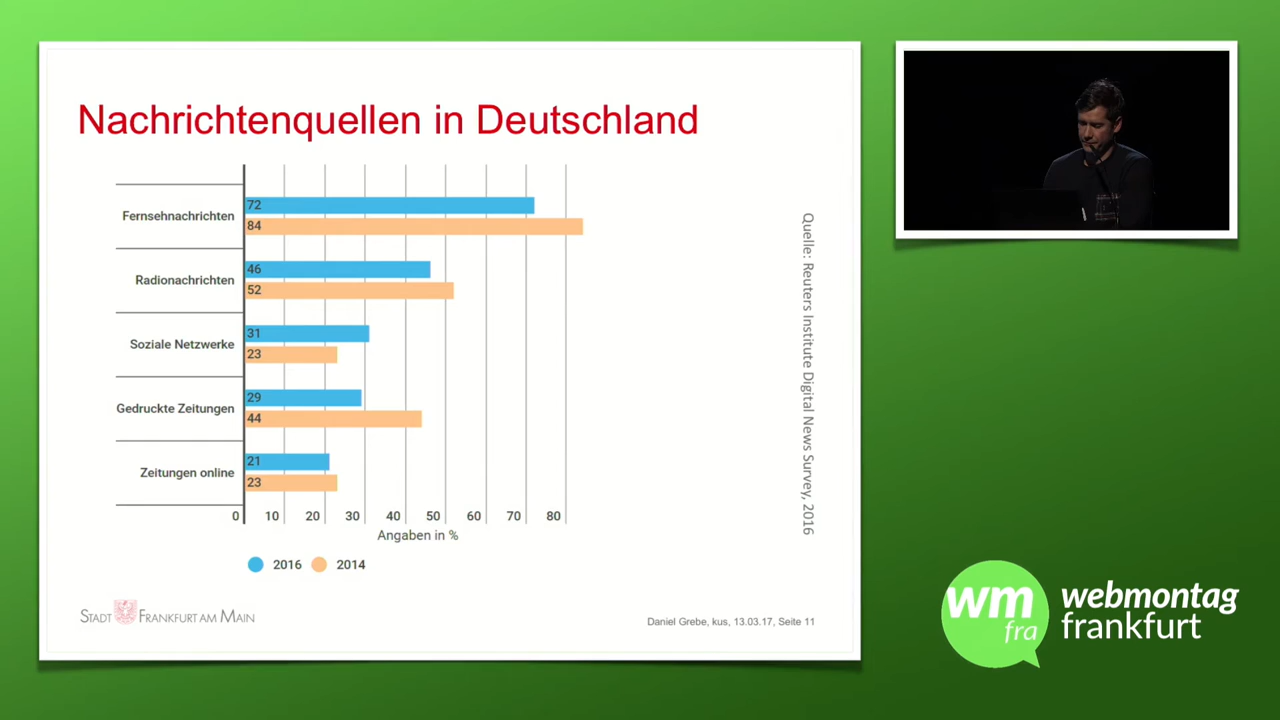 Nachrichtenquellen in Deutschland
Fernsehnachrichten
72
84
Radionachrichten
46
52
Soziale Netzwerke
31
23
Gedruckte Zeitungen
29
44
Zeitungen online
21
23
0 10 20 30 40 50 60 70 80
Angaben in %
2016 2014
Quelle: Reuters Institute Digital News Survey, 2016
STADT FRANKFURT AM MAIN
Daniel Grebe, kus, 13.03.17, Seite 11
wm
fra
webmontag
frankfurt